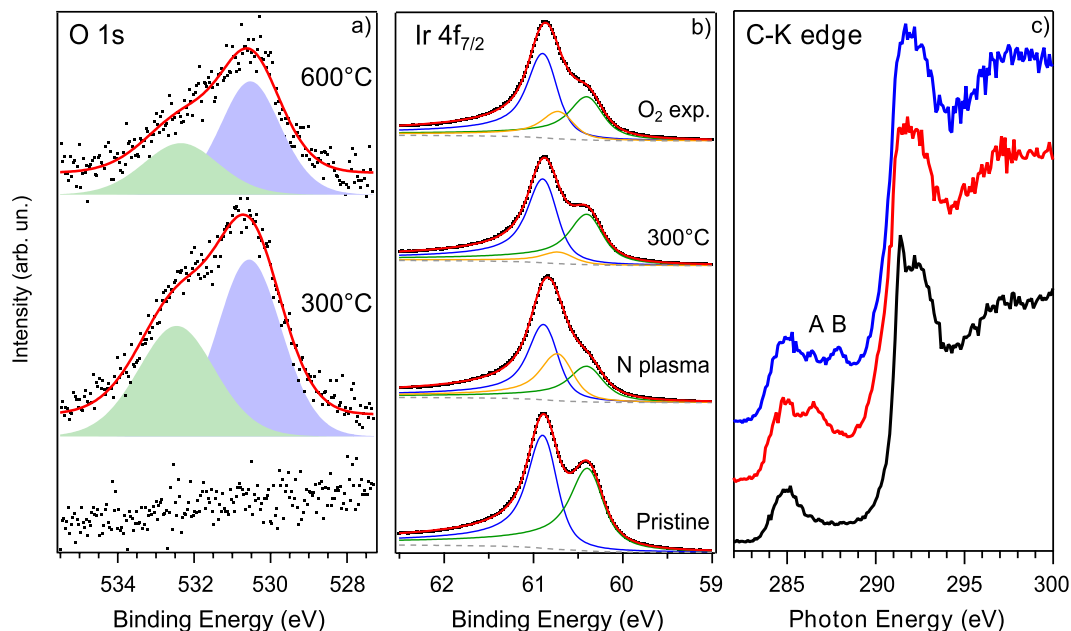 a)
O 1s
600°C
300°C
534
532
530
528
Binding Energy (eV)
Intensity (arb. un.)
b)
Ir 4f7/2
O2 exp.
300°C
N plasma
Pristine
62
61
60
59
Binding Energy (eV)
c)
C-K edge
A B
285
290
295
300
Photon Energy (eV)